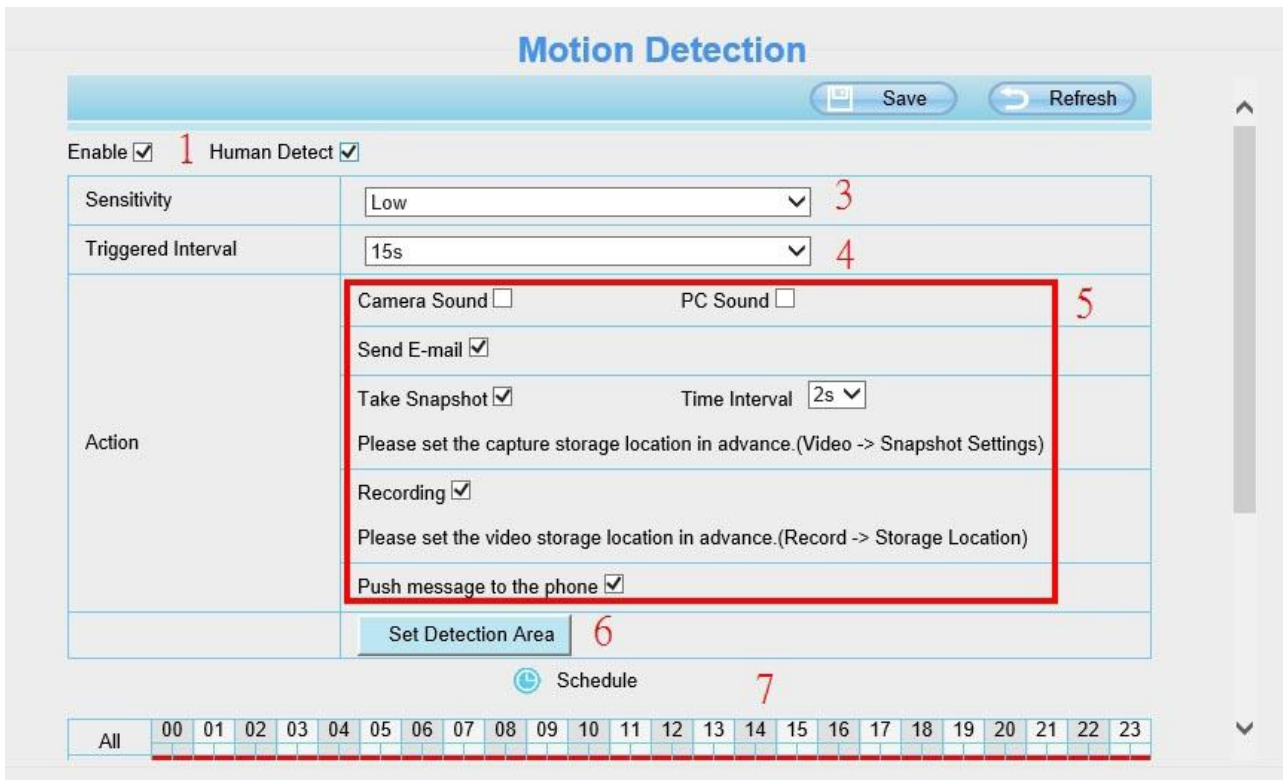 Motion Detection
Save Refresh
Enable 1 Human Detect
Sensitivity Low 3
Triggered Interval 15s 4
Camera Sound PC Sound 5
Send E-mail
Take Snapshot Time Interval 2s
Action Please set the capture storage location in advance.(Video -> Snapshot Settings)
Recording
Please set the video storage location in advance.(Record -> Storage Location)
Push message to the phone
Set Detection Area 6
Schedule 7
All 00 01 02 03 04 05 06 07 08 09 10 11 12 13 14 15 16 17 18 19 20 21 22 23